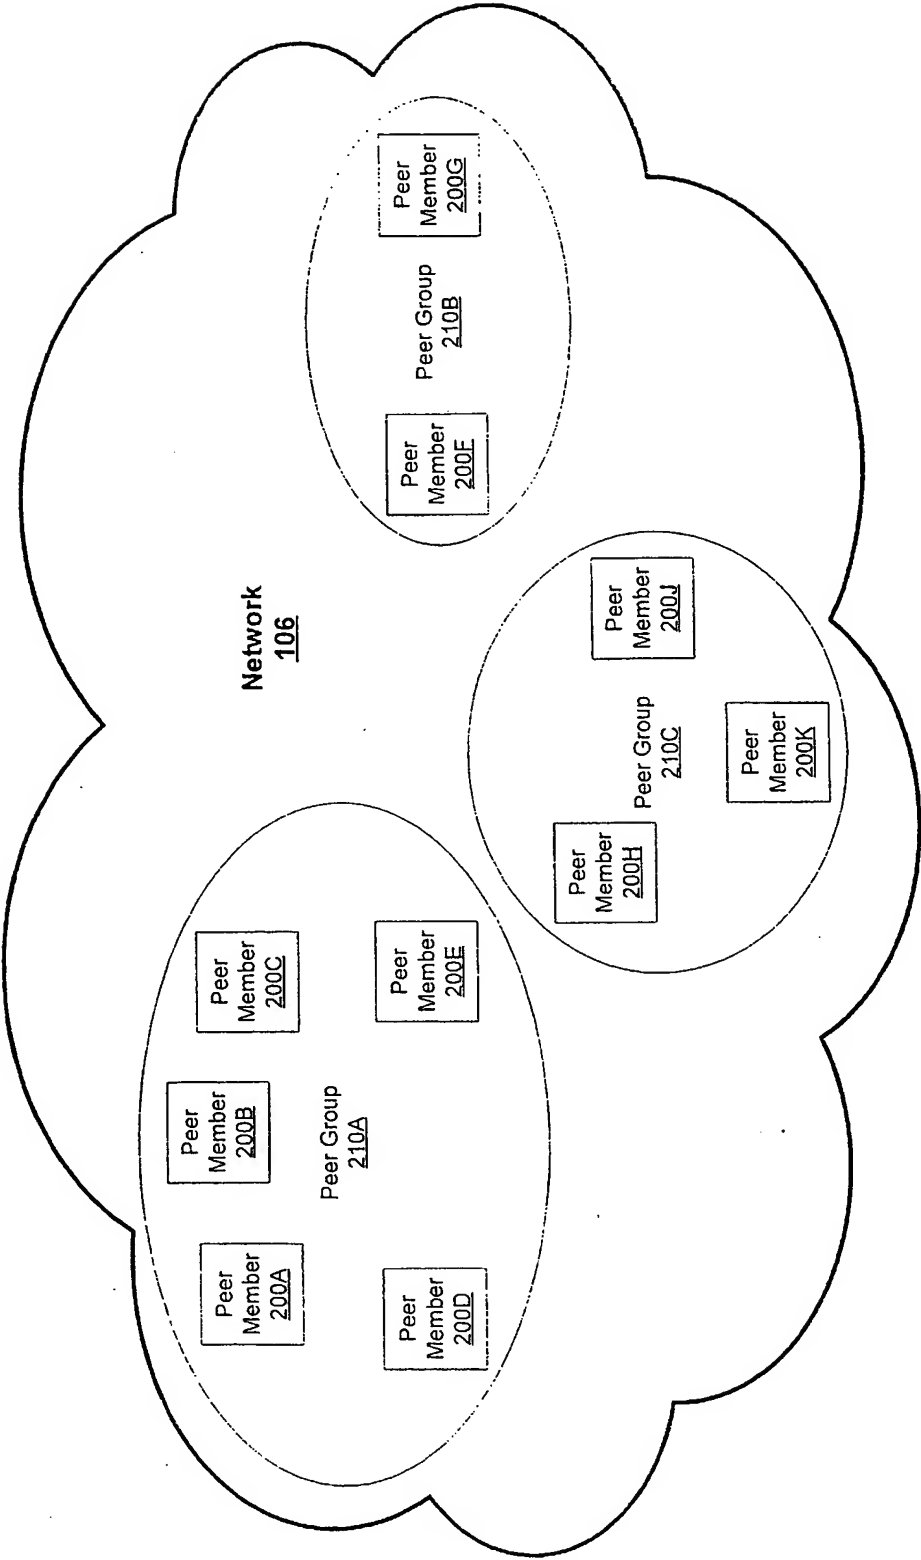 Network
106
Peer
Member
200A
Peer
Member
200B
Peer
Member
200C
Peer
Member
200D
Peer
Member
200E
Peer Group
210A
Peer
Member
200F
Peer Group
210B
Peer
Member
200G
Peer
Member
200H
Peer Group
210C
Peer
Member
200J
Peer
Member
200K